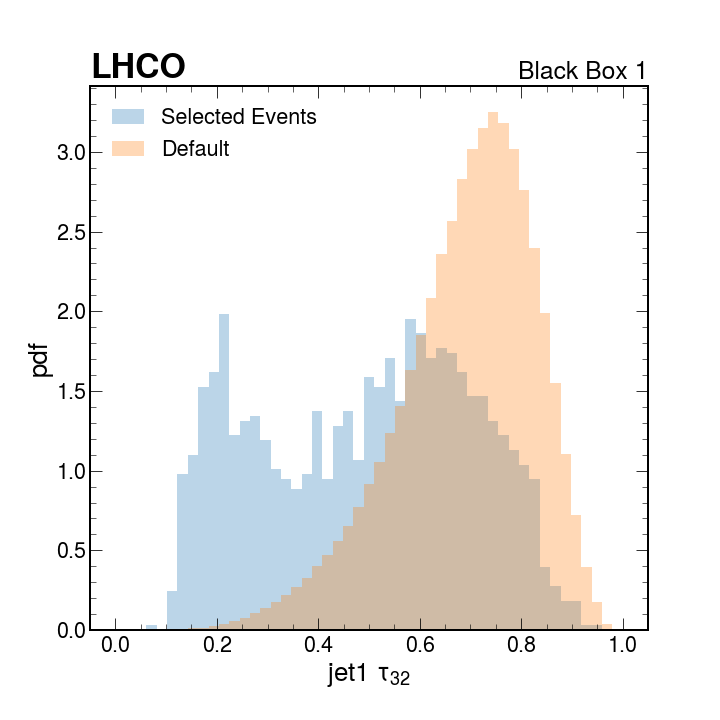 LHCO
Black Box 1
Selected Events
Default
pdf
3.0
2.5
2.0
1.5
1.0
0.5
0.0
0.0 0.2 0.4 0.6 0.8 1.0
jet1 τ₃₂